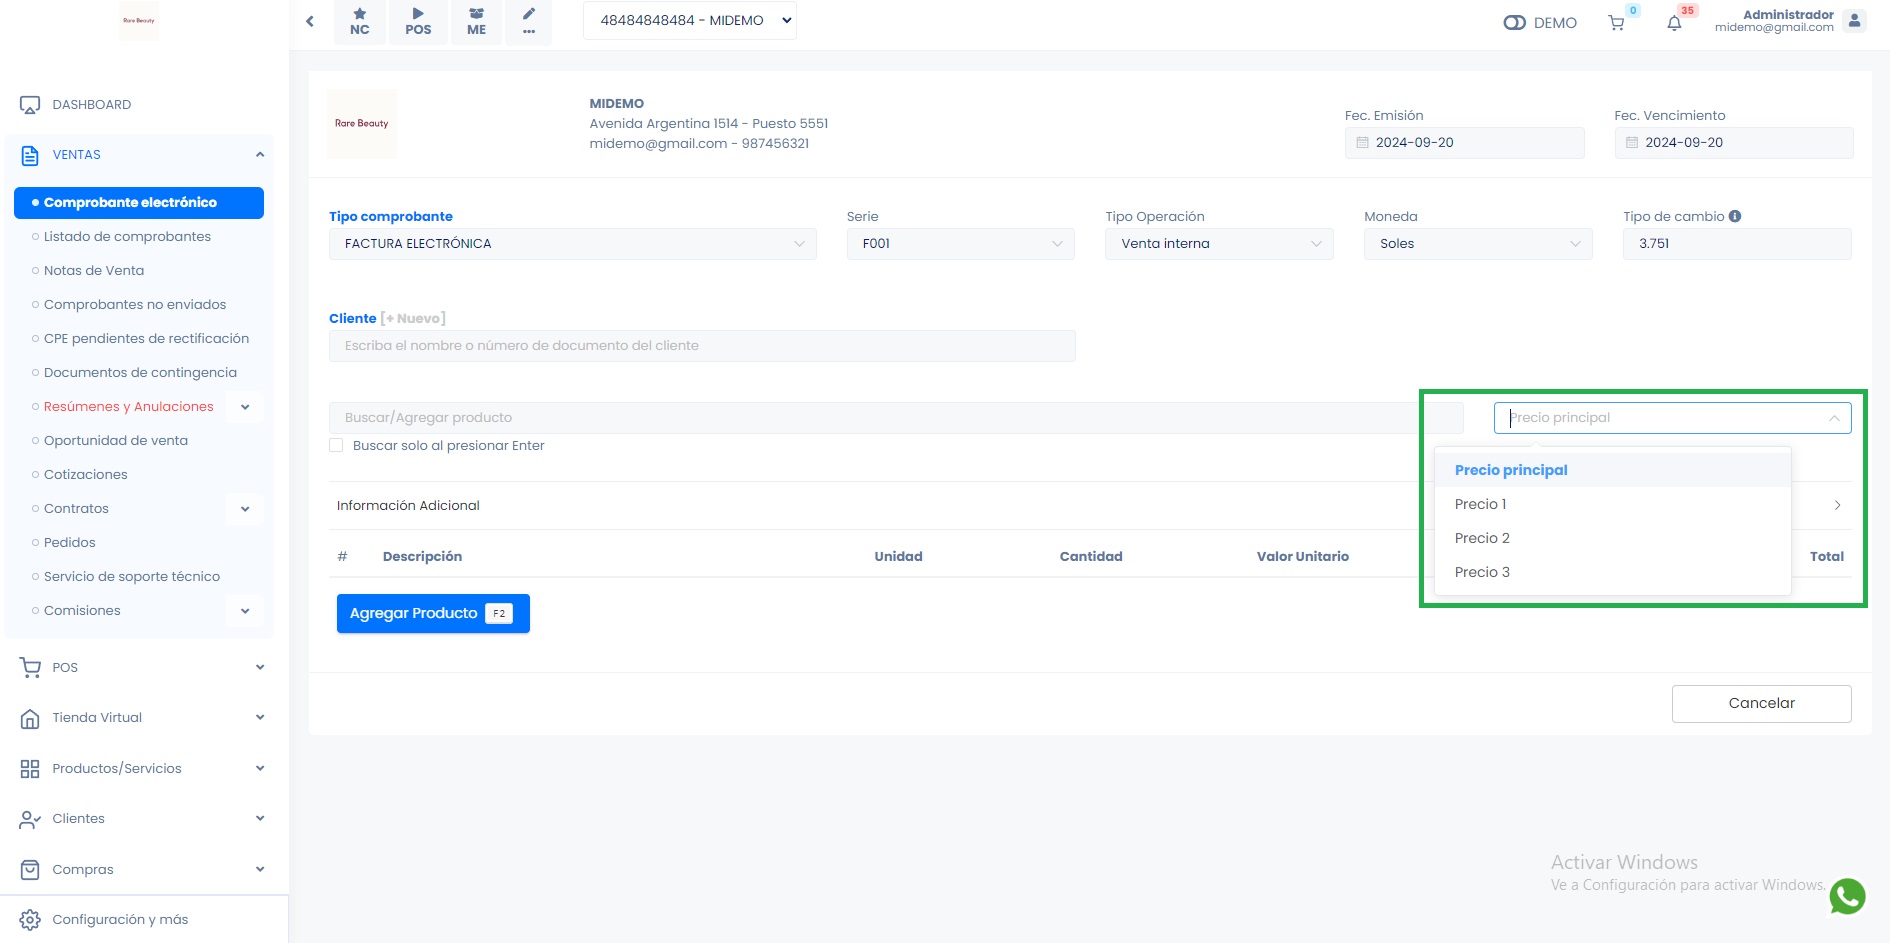 Rare Beauty
NC
POS
ME
...
48484848484 - MIDEMO
DEMO
0
35
Administrador
midemo@gmail.com
DASHBOARD
VENTAS
Comprobante electrónico
Listado de comprobantes
Notas de Venta
Comprobantes no enviados
CPE pendientes de rectificación
Documentos de contingencia
Resúmenes y Anulaciones
Oportunidad de venta
Cotizaciones
Contratos
Pedidos
Servicio de soporte técnico
Comisiones
POS
Tienda Virtual
Productos/Servicios
Clientes
Compras
Configuración y más
Rare Beauty
MIDEMO
Avenida Argentina 1514 - Puesto 5551
midemo@gmail.com - 987456321
Fec. Emisión
2024-09-20
Fec. Vencimiento
2024-09-20
Tipo comprobante
FACTURA ELECTRÓNICA
Serie
F001
Tipo Operación
Venta interna
Moneda
Soles
Tipo de cambio
3.751
Cliente [+ Nuevo]
Escriba el nombre o número de documento del cliente
Buscar/Agregar producto
Buscar solo al presionar Enter
Precio principal
Precio principal
Precio 1
Precio 2
Precio 3
Información Adicional
# Descripción Unidad Cantidad Valor Unitario Total
Agregar Producto F2
Cancelar
Activar Windows
Ve a Configuración para activar Windows.